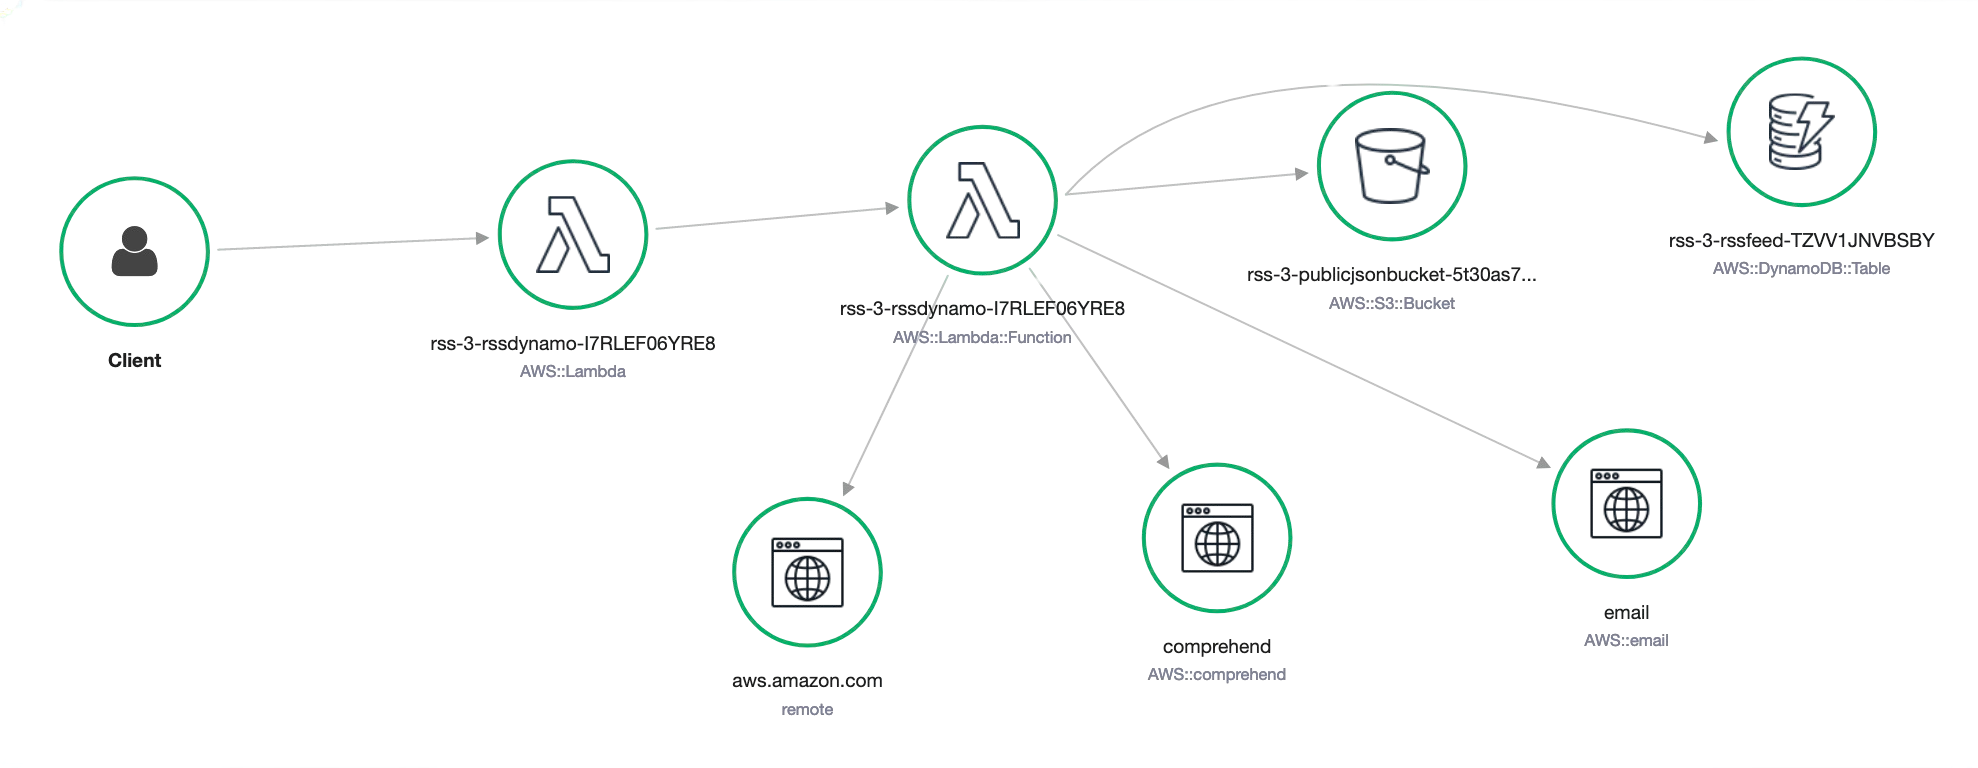 Client
rss-3-rssdynamo-I7RLEF06YRE8
AWS::Lambda
rss-3-rssdynamo-I7RLEF06YRE8
AWS::Lambda::Function
rss-3-publicjsonbucket-5t30as7...
AWS::S3::Bucket
rss-3-rssfeed-TZVV1JNVBSBY
AWS::DynamoDB::Table
aws.amazon.com
remote
comprehend
AWS::comprehend
email
AWS::email